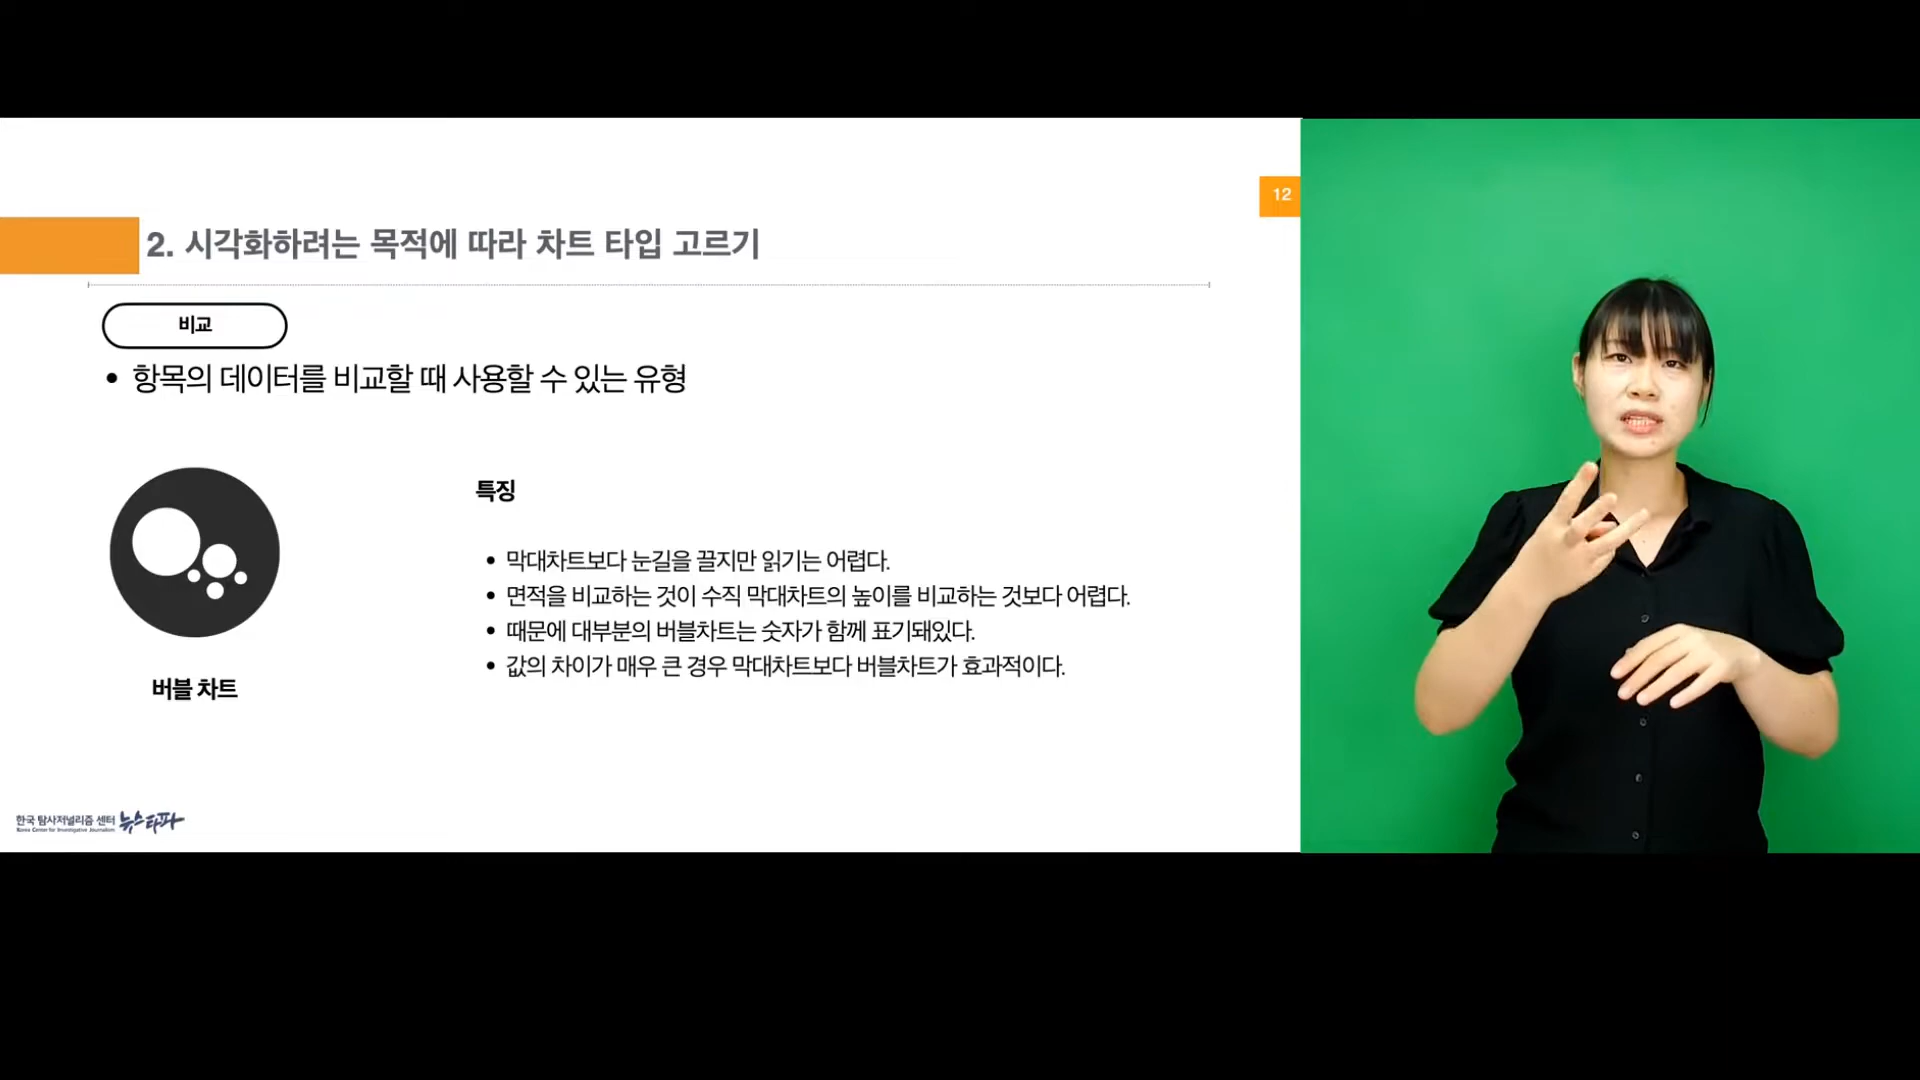 12
2. 시각화하려는 목적에 따라 차트 타입 고르기
비교
• 항목의 데이터를 비교할 때 사용할 수 있는 유형
특징
• 막대차트보다 눈길을 끌지만 읽기는 어렵다.
• 면적을 비교하는 것이 수직 막대차트의 높이를 비교하는 것보다 어렵다.
• 때문에 대부분의 버블차트는 숫자가 함께 표기돼있다.
• 값의 차이가 매우 큰 경우 막대차트보다 버블차트가 효과적이다.
버블 차트
한국 탐사저널리즘 센터 뉴스타파
Korea Center for Investigative Journalism